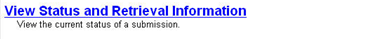 View Status and Retrieval Information
View the current status of a submission.